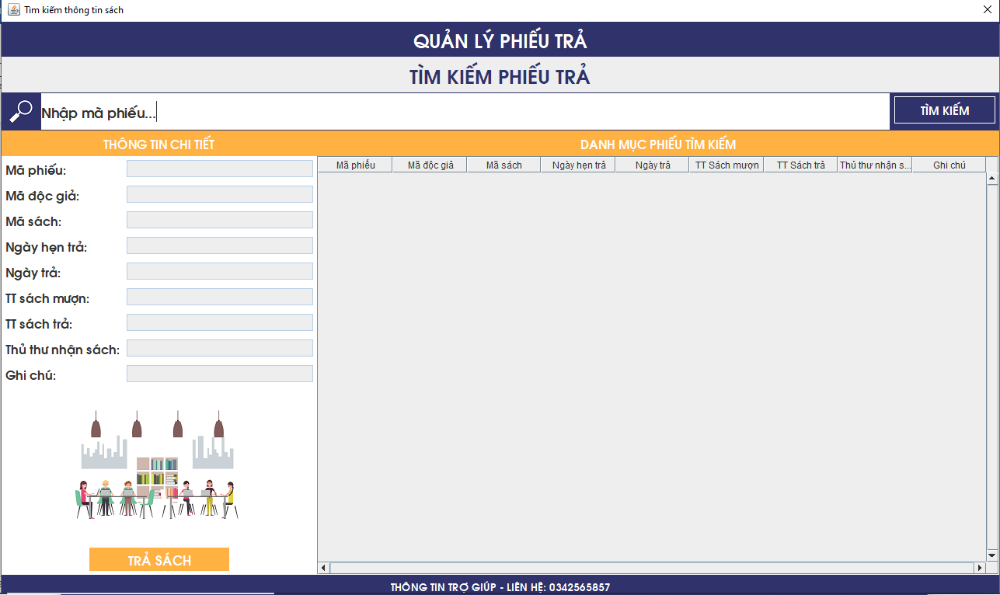 Tìm kiếm thông tin sách
QUẢN LÝ PHIẾU TRẢ
TÌM KIẾM PHIẾU TRẢ
Nhập mã phiếu...
TÌM KIẾM
THÔNG TIN CHI TIẾT
DANH MỤC PHIẾU TÌM KIẾM
Mã phiếu:
Mã độc giả:
Mã sách:
Ngày hẹn trả:
Ngày trả:
TT sách mượn:
TT sách trả:
Thủ thư nhận sách:
Ghi chú:
TRẢ SÁCH
Mã phiếu Mã độc giả Mã sách Ngày hẹn trả Ngày trả TT Sách mượn TT Sách trả Thủ thư nhận s... Ghi chú
THÔNG TIN TRỢ GIÚP - LIÊN HỆ: 0342565857